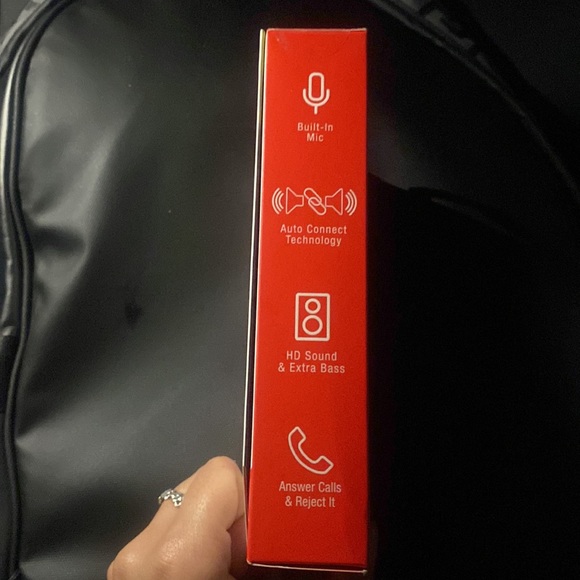 Built-In
Mic
Auto Connect
Technology
HD Sound
& Extra Bass
Answer Calls
& Reject It